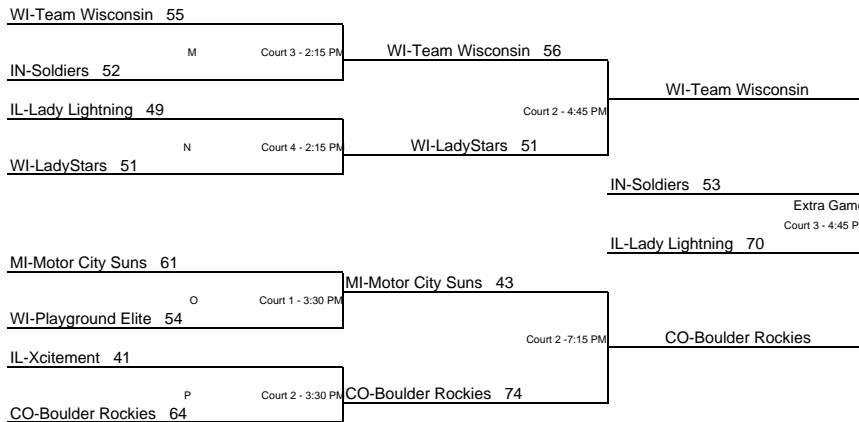 WI-Team Wisconsin 55
M Court 3 - 2:15 PM
WI-Team Wisconsin 56
IN-Soldiers 52
WI-Team Wisconsin
IL-Lady Lightning 49
Court 2 - 4:45 PM
N Court 4 - 2:15 PM
WI-LadyStars 51
WI-LadyStars 51
IN-Soldiers 53
Extra Game
Court 3 - 4:45 P
IL-Lady Lightning 70
MI-Motor City Suns 61
MI-Motor City Suns 43
O Court 1 - 3:30 PM
WI-Playground Elite 54
Court 2 -7:15 PM
CO-Boulder Rockies
IL-Xcitement 41
P Court 2 - 3:30 PM
CO-Boulder Rockies 74
CO-Boulder Rockies 64